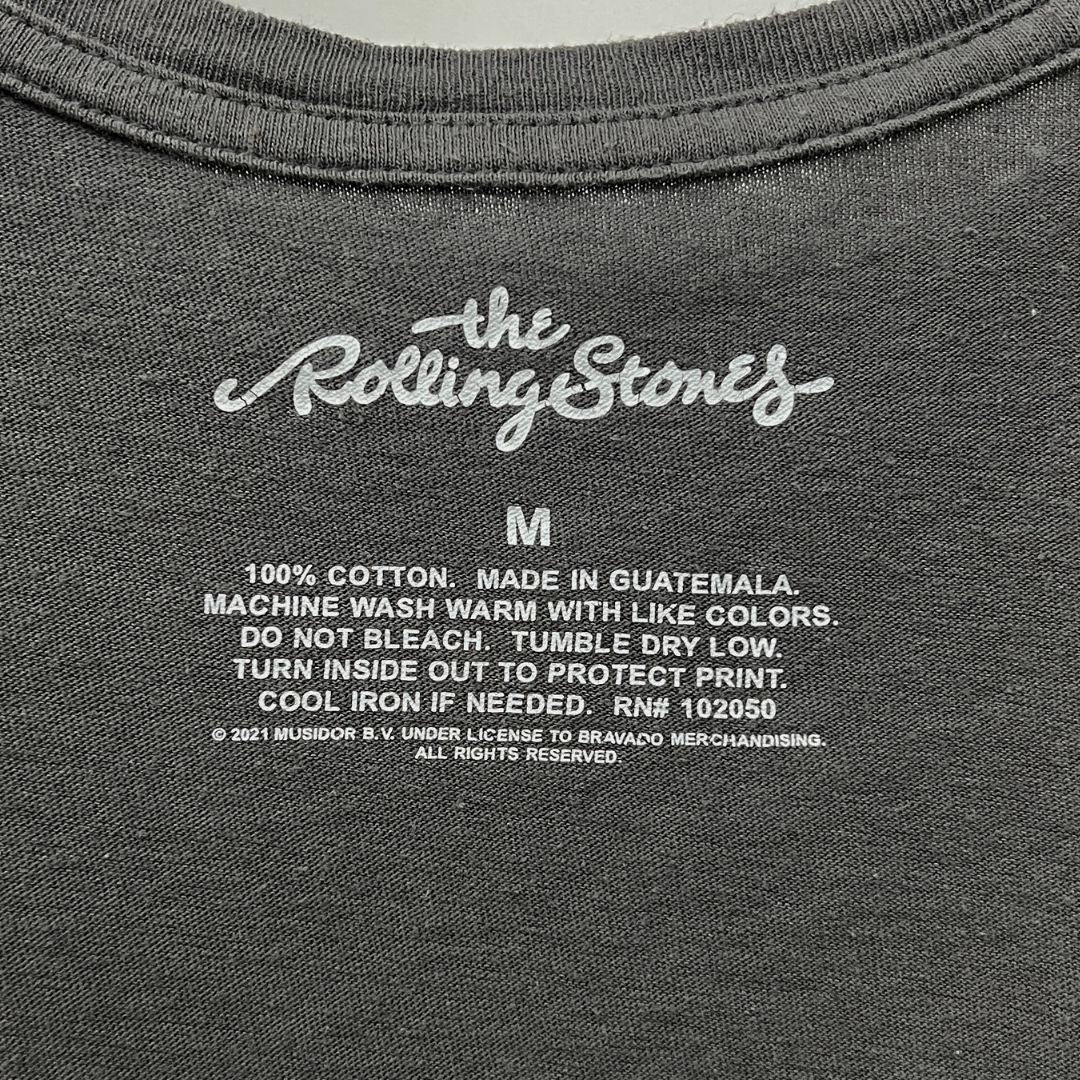 the
Rolling Stones
M
100% COTTON. MADE IN GUATEMALA.
MACHINE WASH WARM WITH LIKE COLORS.
DO NOT BLEACH. TUMBLE DRY LOW.
TURN INSIDE OUT TO PROTECT PRINT.
COOL IRON IF NEEDED. RN# 102050
© 2021 MUSIDOR B.V. UNDER LICENSE TO BRAVADO MERCHANDISING.
ALL RIGHTS RESERVED.